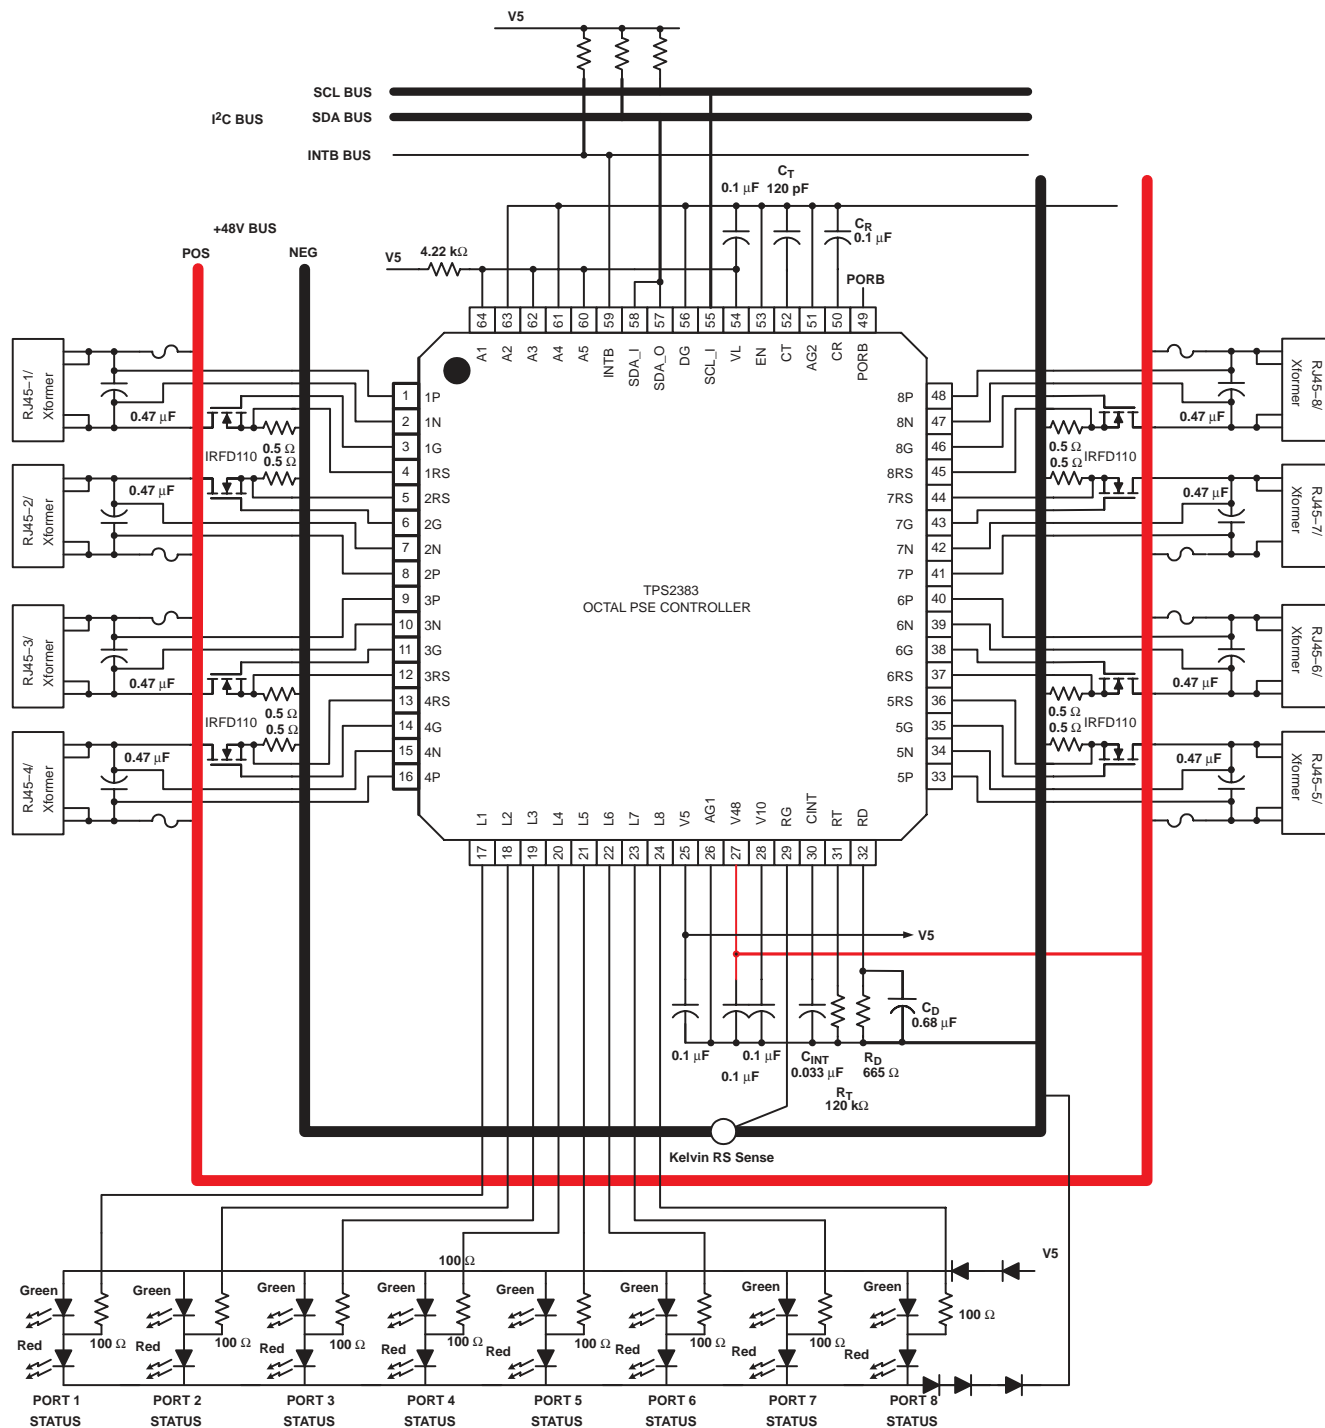 V5
SCL BUS
I²C BUS
SDA BUS
INTB BUS
C_T
0.1 µF
120 pF
C_R
0.1 µF
+48V BUS
POS
NEG
V5
4.22 kΩ
PORB
64 63 62 61 60 59 58 57 56 55 54 53 52 51 50 49
A1 A2 A3 A4 A5 INTB SDA_I SDA_O DG SCL_I VL EN CT AG2 CR PORB
RJ45–1/
Xformer
0.47 µF
0.5 Ω
0.5 Ω
IRFD110
RJ45–2/
Xformer
0.47 µF
RJ45–3/
Xformer
0.47 µF
0.5 Ω
0.5 Ω
IRFD110
RJ45–4/
Xformer
0.47 µF
1 1P
2 1N
3 1G
4 1RS
5 2RS
6 2G
7 2N
8 2P
9 3P
10 3N
11 3G
12 3RS
13 4RS
14 4G
15 4N
16 4P
TPS2383
OCTAL PSE CONTROLLER
8P 48
8N 47
8G 46
8RS 45
7RS 44
7G 43
7N 42
7P 41
6P 40
6N 39
6G 38
6RS 37
5RS 36
5G 35
5N 34
5P 33
RJ45–8/
Xformer
0.47 µF
0.5 Ω
0.5 Ω
IRFD110
RJ45–7/
Xformer
0.47 µF
RJ45–6/
Xformer
0.47 µF
0.5 Ω
0.5 Ω
IRFD110
RJ45–5/
Xformer
0.47 µF
L1 L2 L3 L4 L5 L6 L7 L8 V5 AG1 V48 V10 RG CINT RT RD
17 18 19 20 21 22 23 24 25 26 27 28 29 30 31 32
V5
C_D
0.68 µF
0.1 µF
0.1 µF
0.1 µF
C_INT
0.033 µF
R_D
665 Ω
R_T
120 kΩ
Kelvin RS Sense
100 Ω
V5
Green Green Green Green Green Green Green Green
100 Ω
100 Ω 100 Ω 100 Ω 100 Ω 100 Ω 100 Ω 100 Ω
Red Red Red Red Red Red Red Red
PORT 1 PORT 2 PORT 3 PORT 4 PORT 5 PORT 6 PORT 7 PORT 8
STATUS STATUS STATUS STATUS STATUS STATUS STATUS STATUS